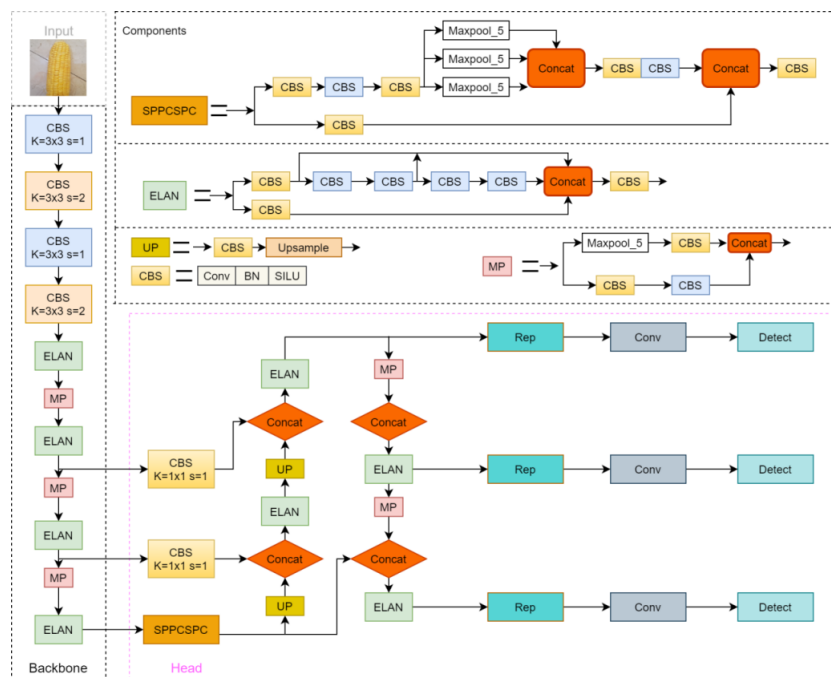 Input
CBS
K=3x3 s=1
CBS
K=3x3 s=2
CBS
K=3x3 s=1
CBS
K=3x3 s=2
ELAN
MP
ELAN
MP
ELAN
MP
ELAN
Backbone
Components
SPPCSPC
CBS
CBS
CBS
Maxpool_5
Maxpool_5
Maxpool_5
Concat
CBS
CBS
Concat
CBS
CBS
ELAN
CBS
CBS
CBS
CBS
CBS
Concat
CBS
CBS
UP
CBS
Upsample
CBS
Conv
BN
SILU
MP
Maxpool_5
CBS
Concat
CBS
CBS
ELAN
MP
Rep
Conv
Detect
Concat
Concat
CBS
K=1x1 s=1
UP
ELAN
Rep
Conv
Detect
ELAN
MP
CBS
K=1x1 s=1
Concat
Concat
UP
ELAN
Rep
Conv
Detect
SPPCSPC
Head